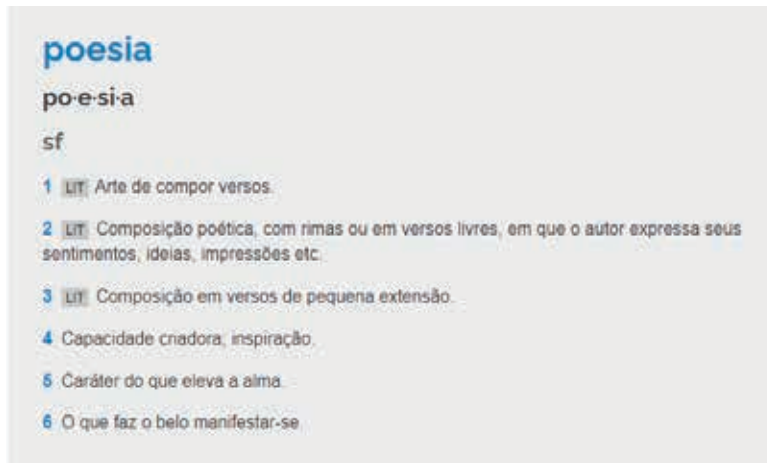 poesia
po·e·si·a
sf
1 LIT Arte de compor versos.
2 LIT Composição poética, com rimas ou em versos livres, em que o autor expressa seus
sentimentos, ideias, impressões etc.
3 LIT Composição em versos de pequena extensão.
4 Capacidade criadora, inspiração.
5 Caráter do que eleva a alma.
6 O que faz o belo manifestar-se.